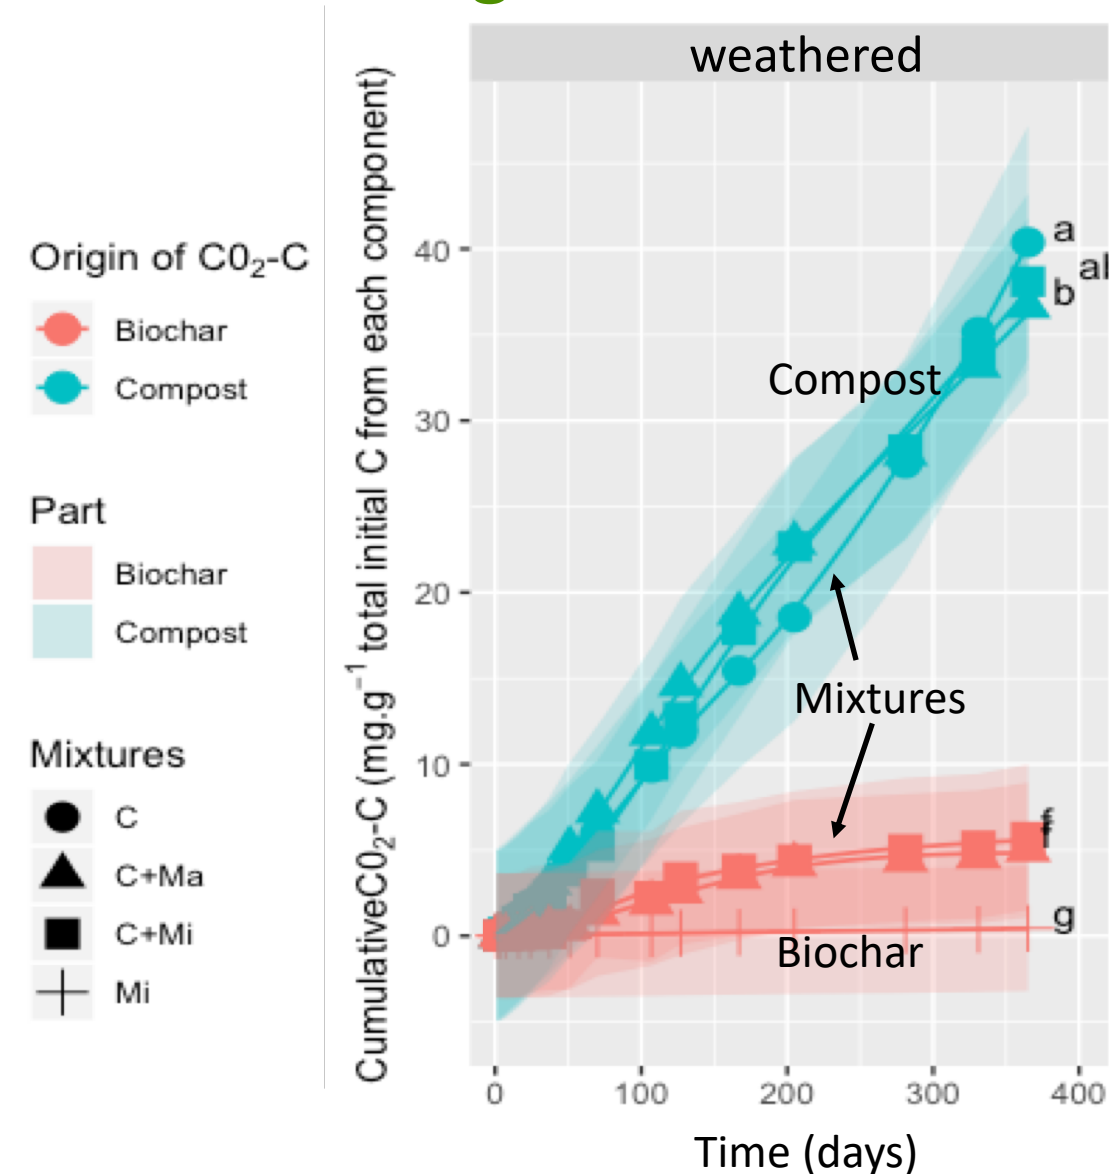 weathered
Origin of C0₂-C
Biochar
Compost
Part
Biochar
Compost
Mixtures
C
C+Ma
C+Mi
Mi
CumulativeC0₂-C (mg.g⁻¹ total initial C from each component)
40
30
20
10
0
a
b
Compost
Mixtures
f
g
Biochar
0
100
200
300
400
Time (days)